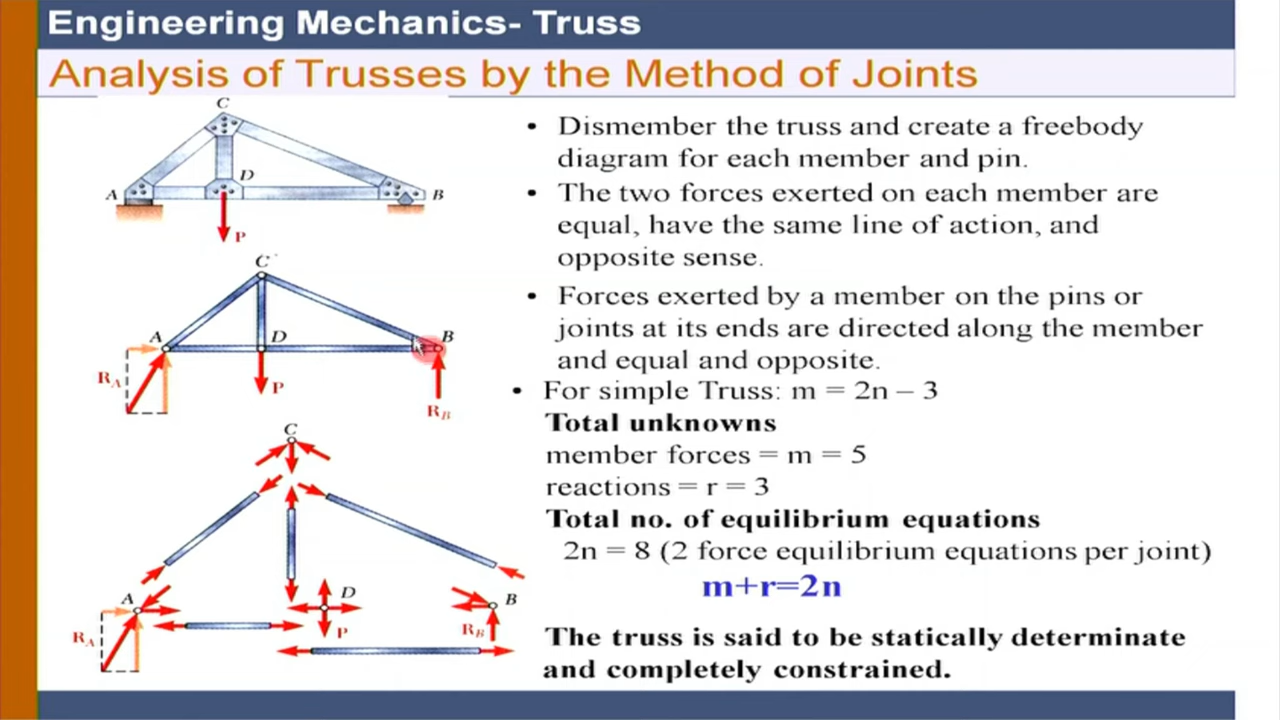 Engineering Mechanics- Truss
Analysis of Trusses by the Method of Joints
C
D
A
B
P
C
A
D
B
R_A
P
R_B
C
A
D
B
R_A
P
R_B
• Dismember the truss and create a freebody
diagram for each member and pin.
• The two forces exerted on each member are
equal, have the same line of action, and
opposite sense.
• Forces exerted by a member on the pins or
joints at its ends are directed along the member
and equal and opposite.
• For simple Truss: m = 2n – 3
Total unknowns
member forces = m = 5
reactions = r = 3
Total no. of equilibrium equations
2n = 8 (2 force equilibrium equations per joint)
m+r=2n
The truss is said to be statically determinate
and completely constrained.